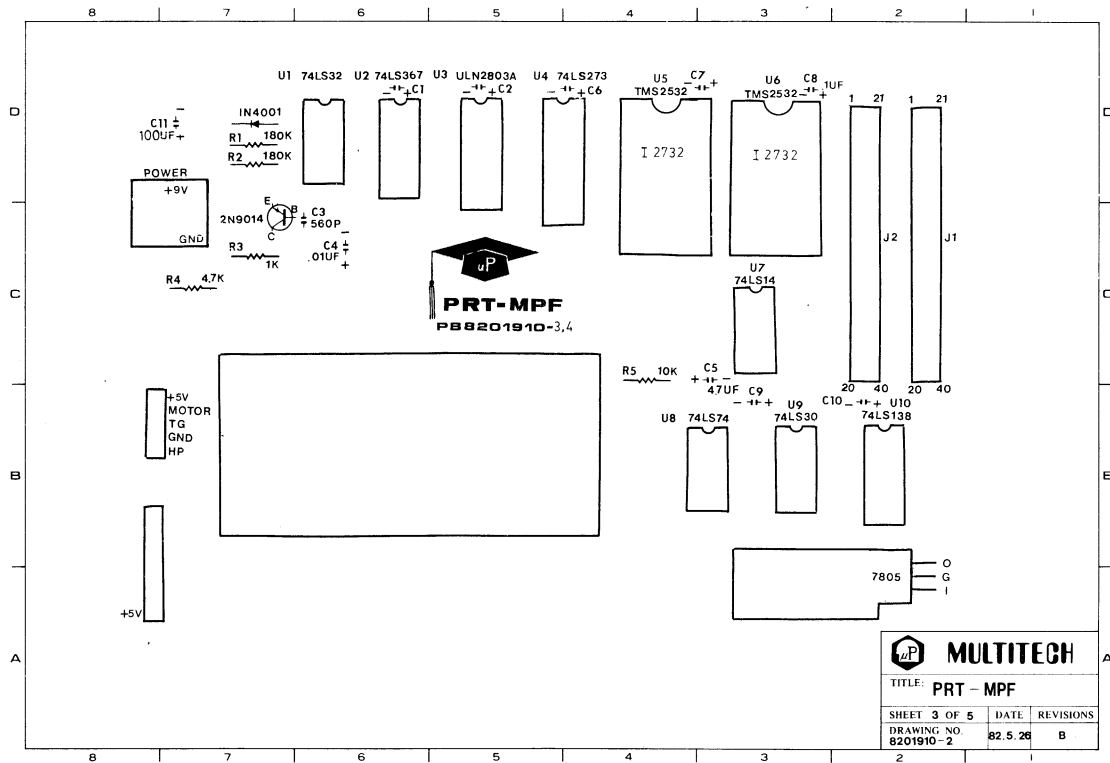 8 7 6 5 4 3 2 1
U1 74LS32
U2 74LS367
C1
U3 ULN2803A
C2
U4 74LS273
C6
U5
TMS2532
C7
U6
TMS2532
C8
.1UF
I 2732
I 2732
1 21
1 21
20 40
20 40
J2
J1
D
D
C11
100UF
1N4001
R1 180K
R2 180K
POWER
+9V
GND
2N9014
E
B
C
C3
560P
C4
.01UF
R3
1K
R4 4.7K
C
C
µP
PRT-MPF
PB8201910-3,4
U7
74LS14
R5 10K
C5
4.7UF
C9
C10
U8 74LS74
U9
74LS30
U10
74LS138
+5V
MOTOR
TG
GND
HP
B
+5V
7805
O
G
I
A
A
µP MULTITECH
TITLE: PRT - MPF
SHEET 3 OF 5
DATE
REVISIONS
DRAWING NO.
8201910-2
82.5.26
B
8 7 6 5 4 3 2